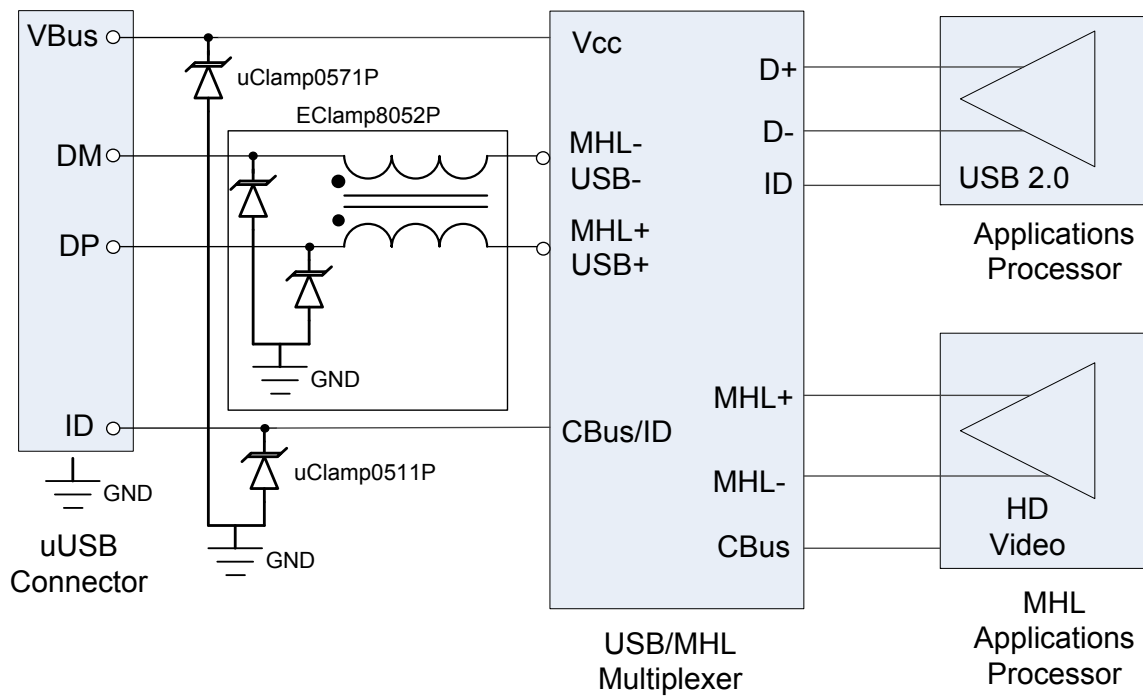 VBus
DM
DP
ID
GND
uUSB
Connector
uClamp0571P
EClamp8052P
GND
uClamp0511P
GND
Vcc
MHL-
USB-
MHL+
USB+
CBus/ID
D+
D-
ID
MHL+
MHL-
CBus
USB/MHL
Multiplexer
USB 2.0
Applications
Processor
HD
Video
MHL
Applications
Processor